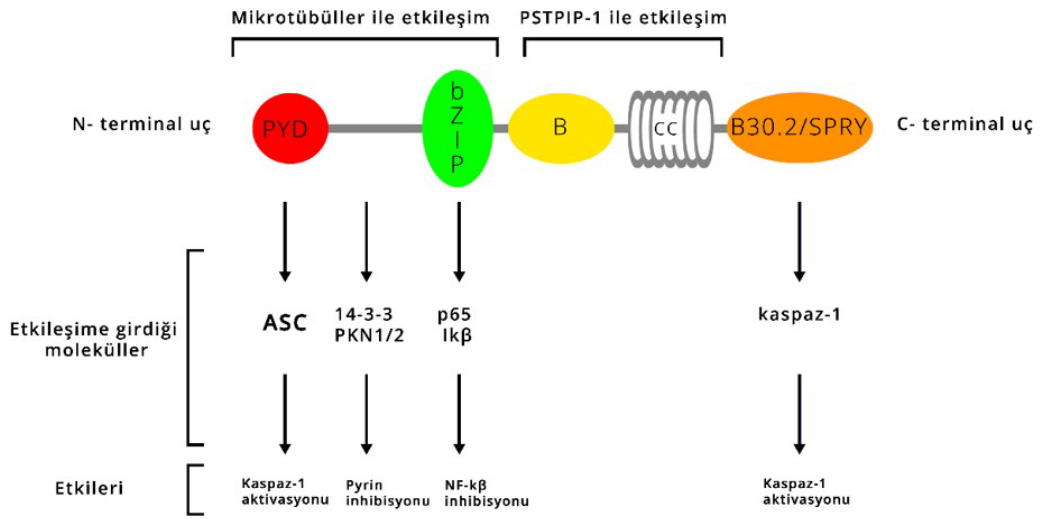 Mikrotübüller ile etkileşim
PSTPIP-1 ile etkileşim
N- terminal uç
PYD
bZIP
B
CC
B30.2/SPRY
C- terminal uç
Etkileşime girdiği
moleküller
ASC
14-3-3
PKN1/2
p65
Ikβ
kaspaz-1
Etkileri
Kaspaz-1
aktivasyonu
Pyrin
inhibisyonu
NF-kβ
inhibisyonu
Kaspaz-1
aktivasyonu